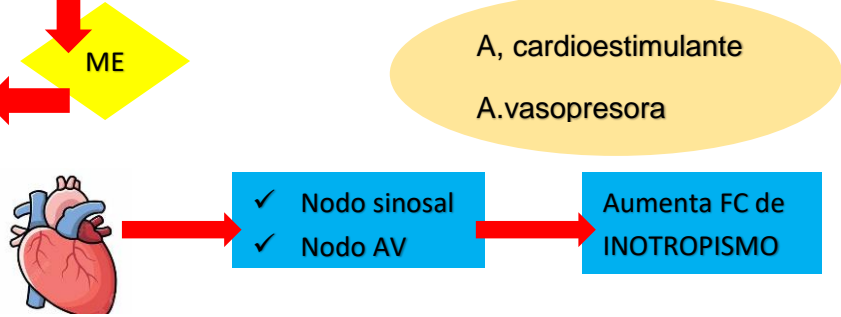 ME
A, cardioestimulante
A.vasopresora
✓ Nodo sinosal
✓ Nodo AV
Aumenta FC de
INOTROPISMO